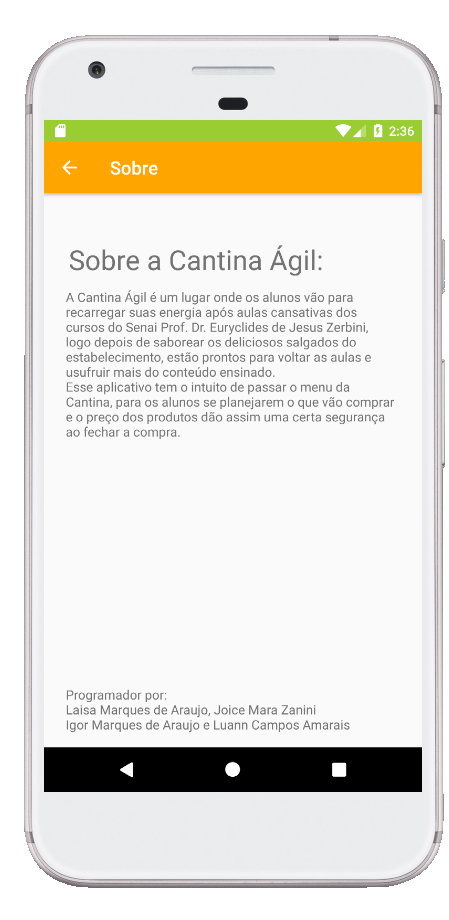 2:36
Sobre
Sobre a Cantina Ágil:
A Cantina Ágil é um lugar onde os alunos vão para
recarregar suas energia após aulas cansativas dos
cursos do Senai Prof. Dr. Euryclides de Jesus Zerbini,
logo depois de saborear os deliciosos salgados do
estabelecimento, estão prontos para voltar as aulas e
usufruir mais do conteúdo ensinado.
Esse aplicativo tem o intuito de passar o menu da
Cantina, para os alunos se planejarem o que vão comprar
e o preço dos produtos dão assim uma certa segurança
ao fechar a compra.
Programador por:
Laisa Marques de Araujo, Joice Mara Zanini
Igor Marques de Araujo e Luann Campos Amarais